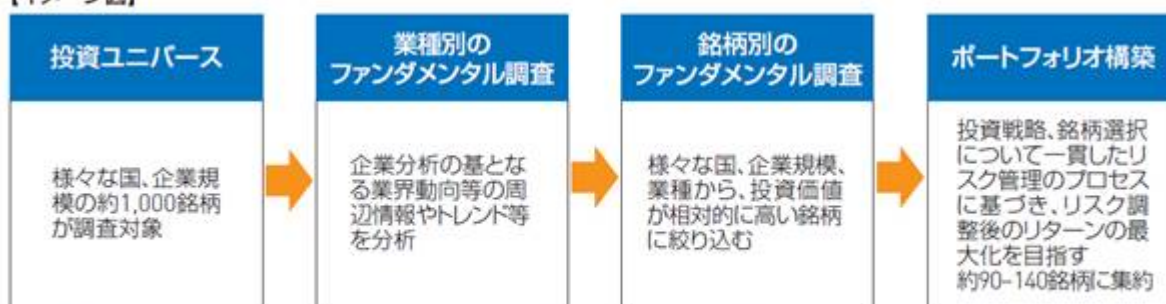 【イメージ図】
投資ユニバース
様々な国、企業規
模の約1,000銘柄
が調査対象
業種別の
ファンダメンタル調査
企業分析の基とな
る業界動向等の周
辺情報やトレンド等
を分析
銘柄別の
ファンダメンタル調査
様々な国、企業規模、
業種から、投資価値
が相対的に高い銘柄
に絞り込む
ポートフォリオ構築
投資戦略、銘柄選択
について一貫したリ
スク管理のプロセス
に基づき、リスク調
整後のリターンの最
大化を目指す
約90-140銘柄に集約